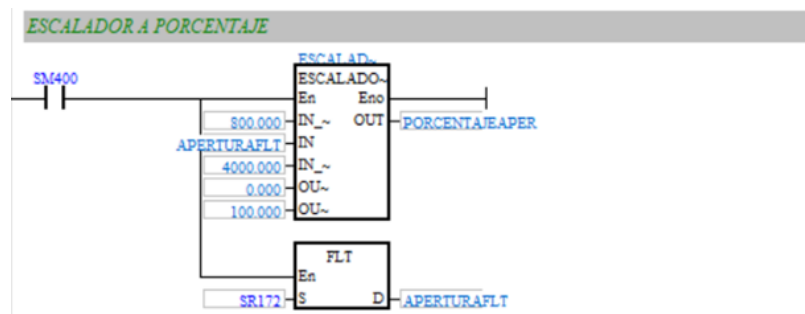 ESCALADOR A PORCENTAJE
ESCALAD~
SM400
ESCALADO~
En Eno
800.000 IN_~ OUT PORCENTAJEAPER
APERTURAFLT IN
4000.000 IN_~
0.000 OU~
100.000 OU~
FLT
En
SR172 S D APERTURAFLT